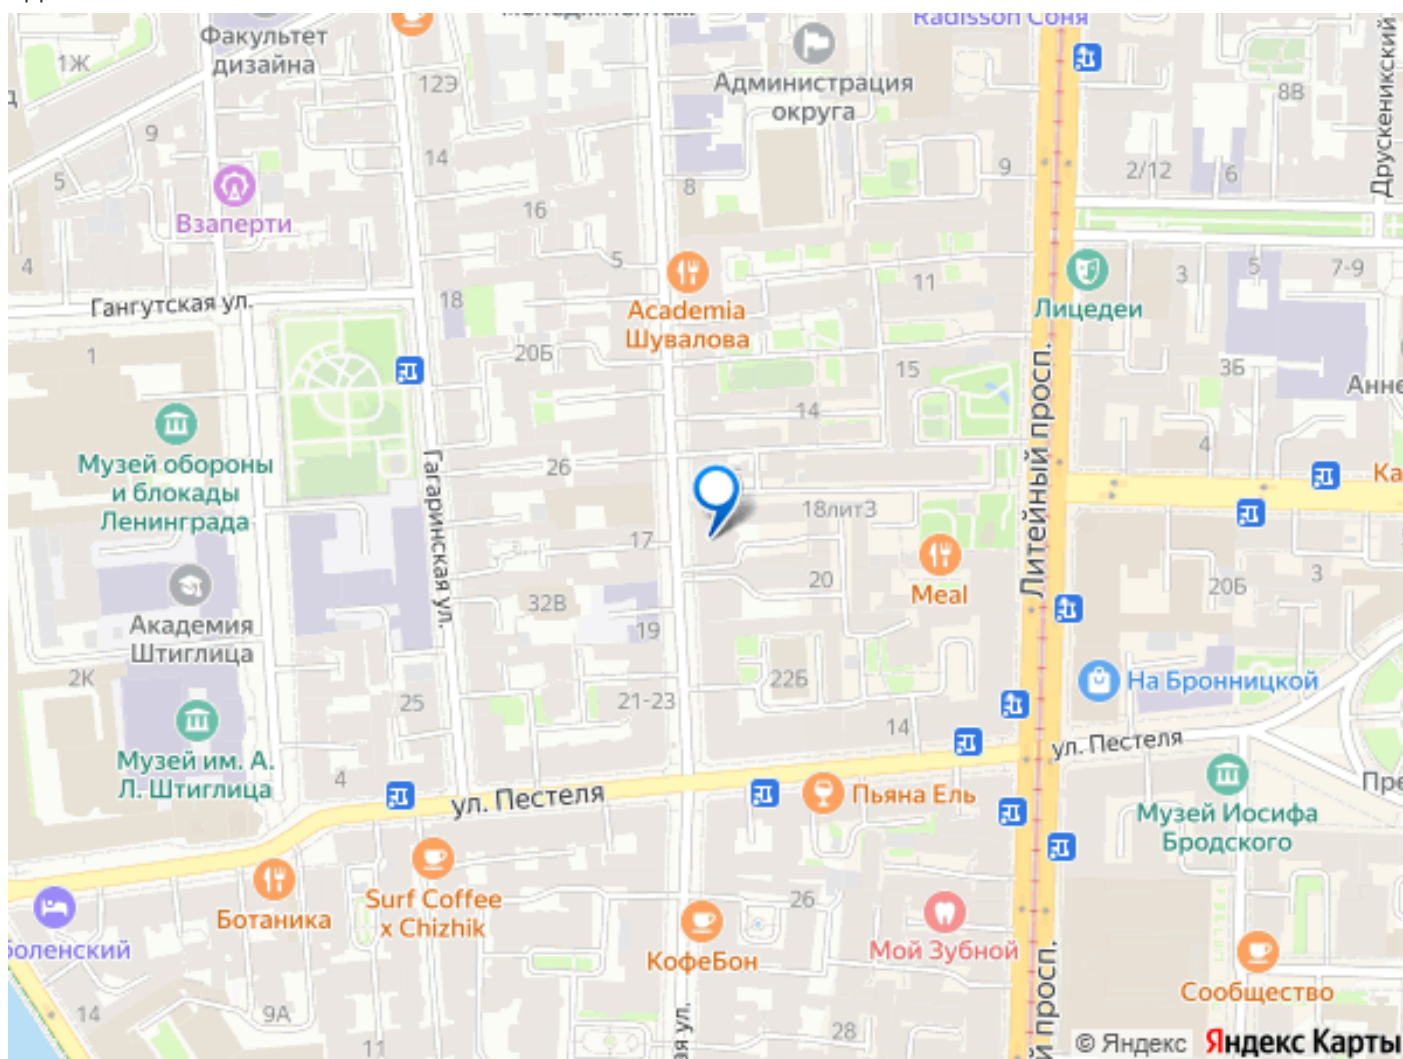 Radisson Соня
Факультет
дизайна
1Ж
12Э
Администрация
округа
8В
Друскеникский
9
14
5
Взаперти
16
8
9
2/12
6
4
Гангутская ул.
18
5
Academia
Шувалова
11
Лицедеи
3
5
7-9
1
20Б
15
3Б
Анне
14
4
Музей обороны
и блокады
Ленинграда
Гагаринская ул.
26
Литейный просп.
Ка
18лит3
17
Академия
Штиглица
32В
19
20
Meal
20Б
3
2К
25
21-23
22Б
14
На Бронницкой
Музей им. А.
Л. Штиглица
4
ул. Пестеля
ул. Пестеля
Пьяна Ель
Пре
Музей Иосифа
Бродского
Ботаника
Surf Coffee
x Chizhik
26
боленский
КофеБон
Мой Зубной
Сообщество
14
9А
11
ая ул.
28
й просп.
© Яндекс Яндекс Карты